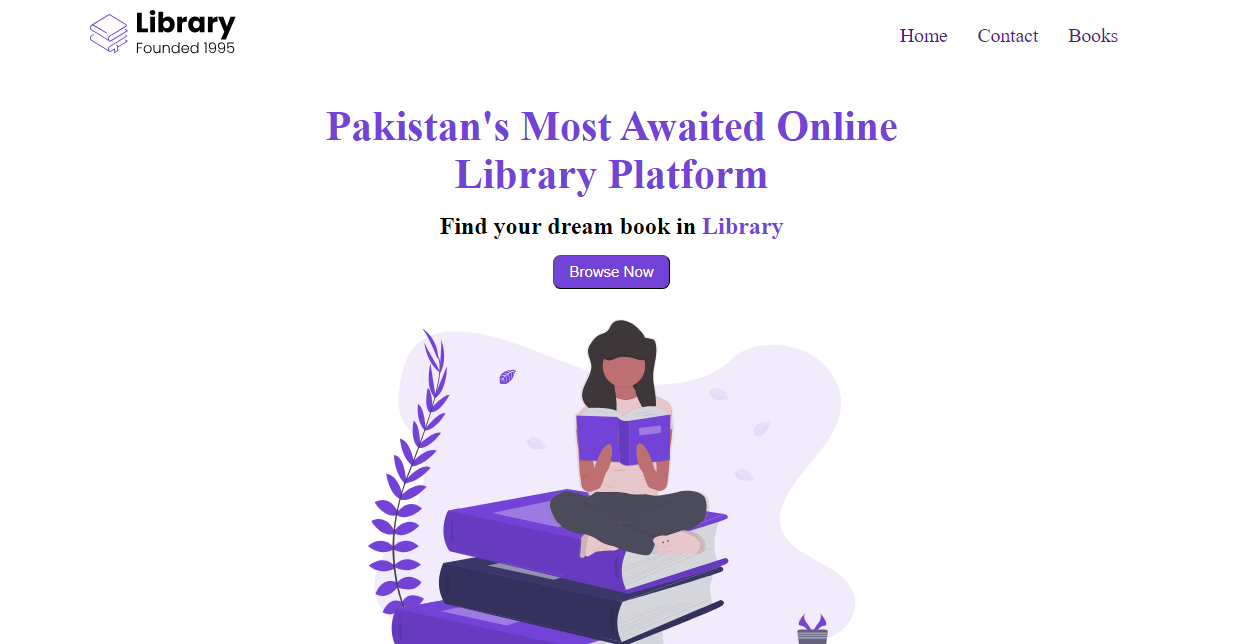 Library
Founded 1995
Home Contact Books
Pakistan's Most Awaited Online
Library Platform
Find your dream book in Library
Browse Now